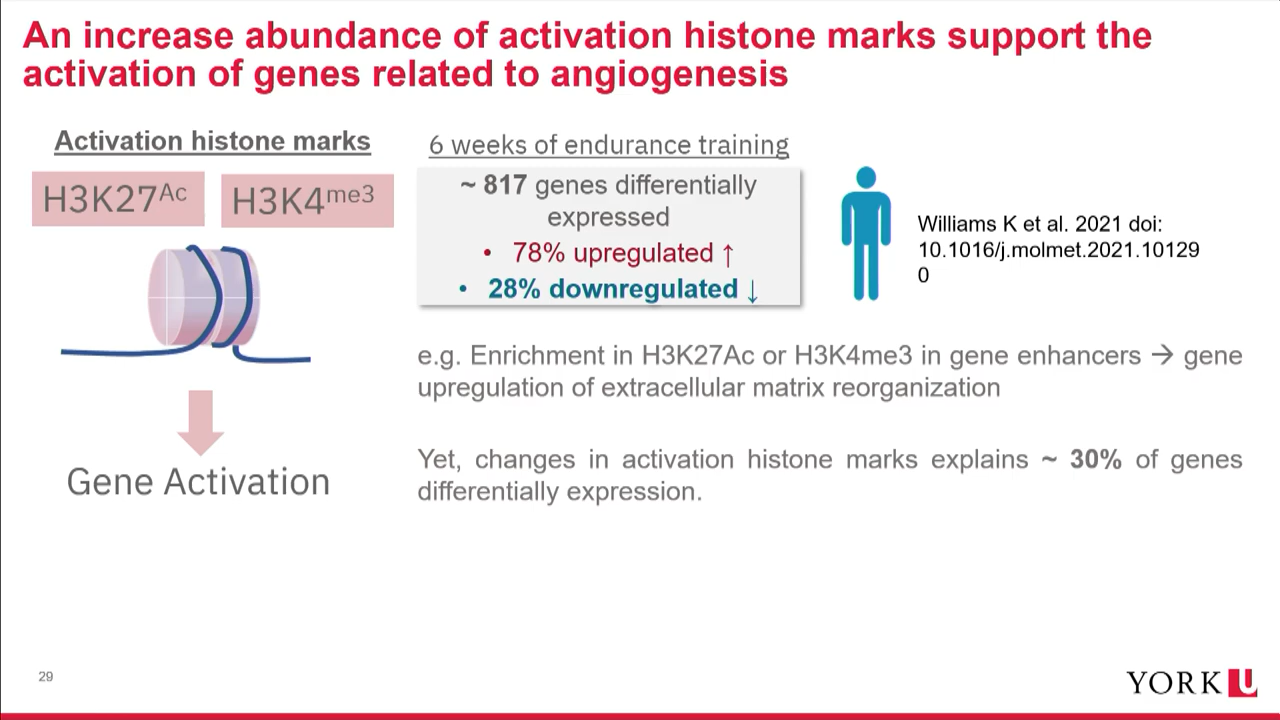 An increase abundance of activation histone marks support the
activation of genes related to angiogenesis
Activation histone marks
H3K27Ac
H3K4me3
Gene Activation
6 weeks of endurance training
~ 817 genes differentially
expressed
• 78% upregulated ↑
• 28% downregulated ↓
Williams K et al. 2021 doi:
10.1016/j.molmet.2021.10129
0
e.g. Enrichment in H3K27Ac or H3K4me3 in gene enhancers → gene
upregulation of extracellular matrix reorganization
Yet, changes in activation histone marks explains ~ 30% of genes
differentially expression.
29
YORK U